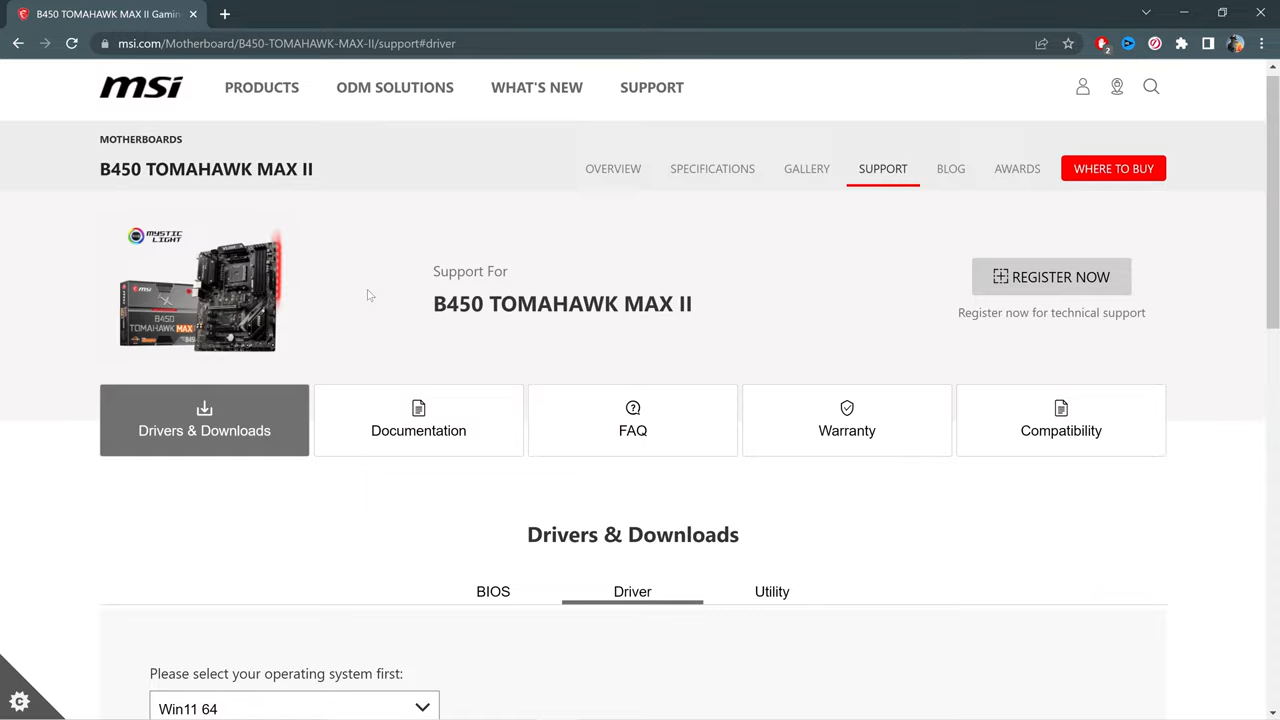 B450 TOMAHAWK MAX II Gamin
msi.com/Motherboard/B450-TOMAHAWK-MAX-II/support#driver
2
msi PRODUCTS ODM SOLUTIONS WHAT'S NEW SUPPORT
MOTHERBOARDS
B450 TOMAHAWK MAX II
OVERVIEW SPECIFICATIONS GALLERY SUPPORT BLOG AWARDS WHERE TO BUY
MYSTIC
LIGHT
msi
B450
TOMAHAWK MAX
Support For
B450 TOMAHAWK MAX II
REGISTER NOW
Register now for technical support
Drivers & Downloads Documentation FAQ Warranty Compatibility
Drivers & Downloads
BIOS Driver Utility
Please select your operating system first:
Win11 64